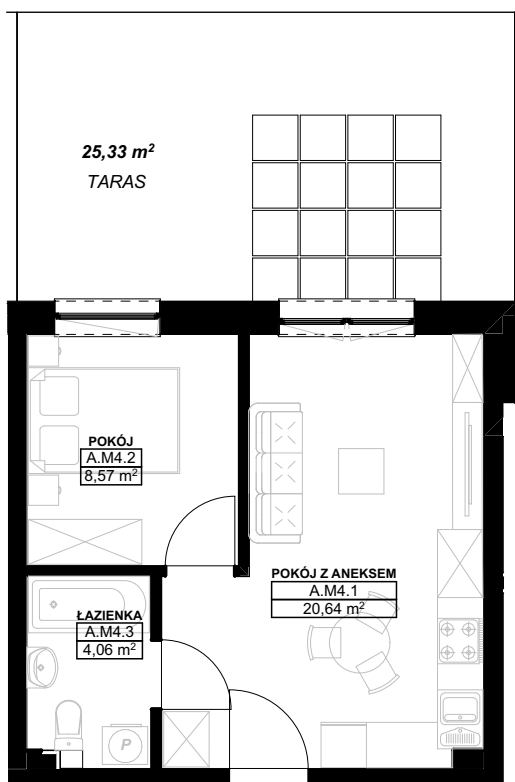 25,33 m²
TARAS
POKÓJ
A.M4.2
8,57 m²
POKÓJ Z ANEKSEM
A.M4.1
20,64 m²
ŁAZIENKA
A.M4.3
4,06 m²
P